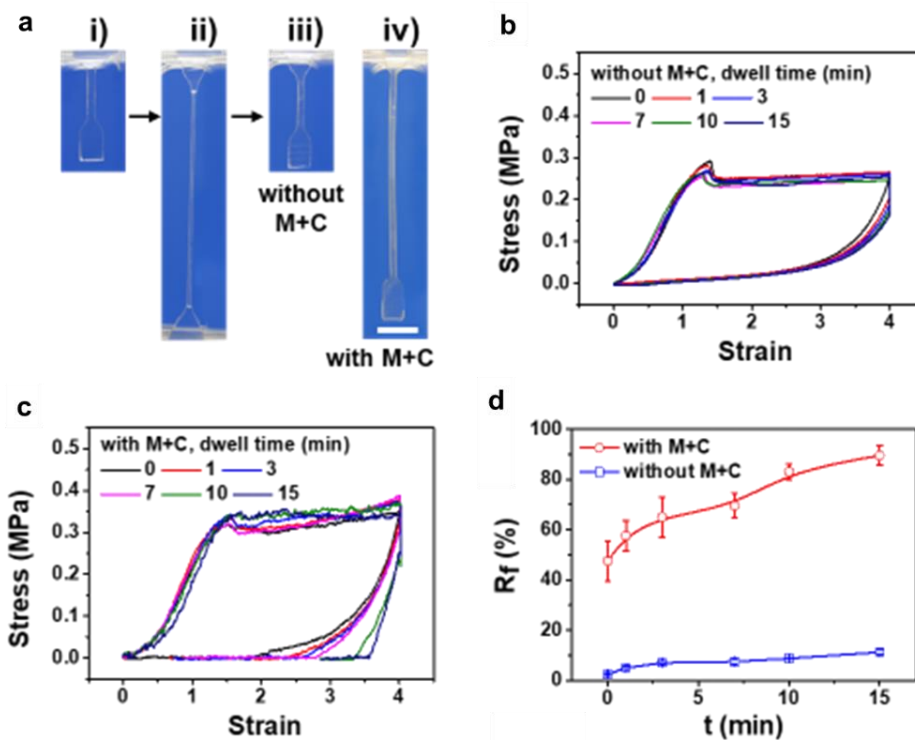 a
i) ii) iii) iv)
without
M+C
with M+C
b
Stress (MPa)
0.5
0.4
0.3
0.2
0.1
0.0
without M+C, dwell time (min)
0 1 3
7 10 15
0 1 2 3 4
Strain
c
Stress (MPa)
0.5
0.4
0.3
0.2
0.1
0.0
with M+C, dwell time (min)
0 1 3
7 10 15
0 1 2 3 4
Strain
d
Rf (%)
100
80
60
40
20
0
with M+C
without M+C
0 5 10 15
t (min)